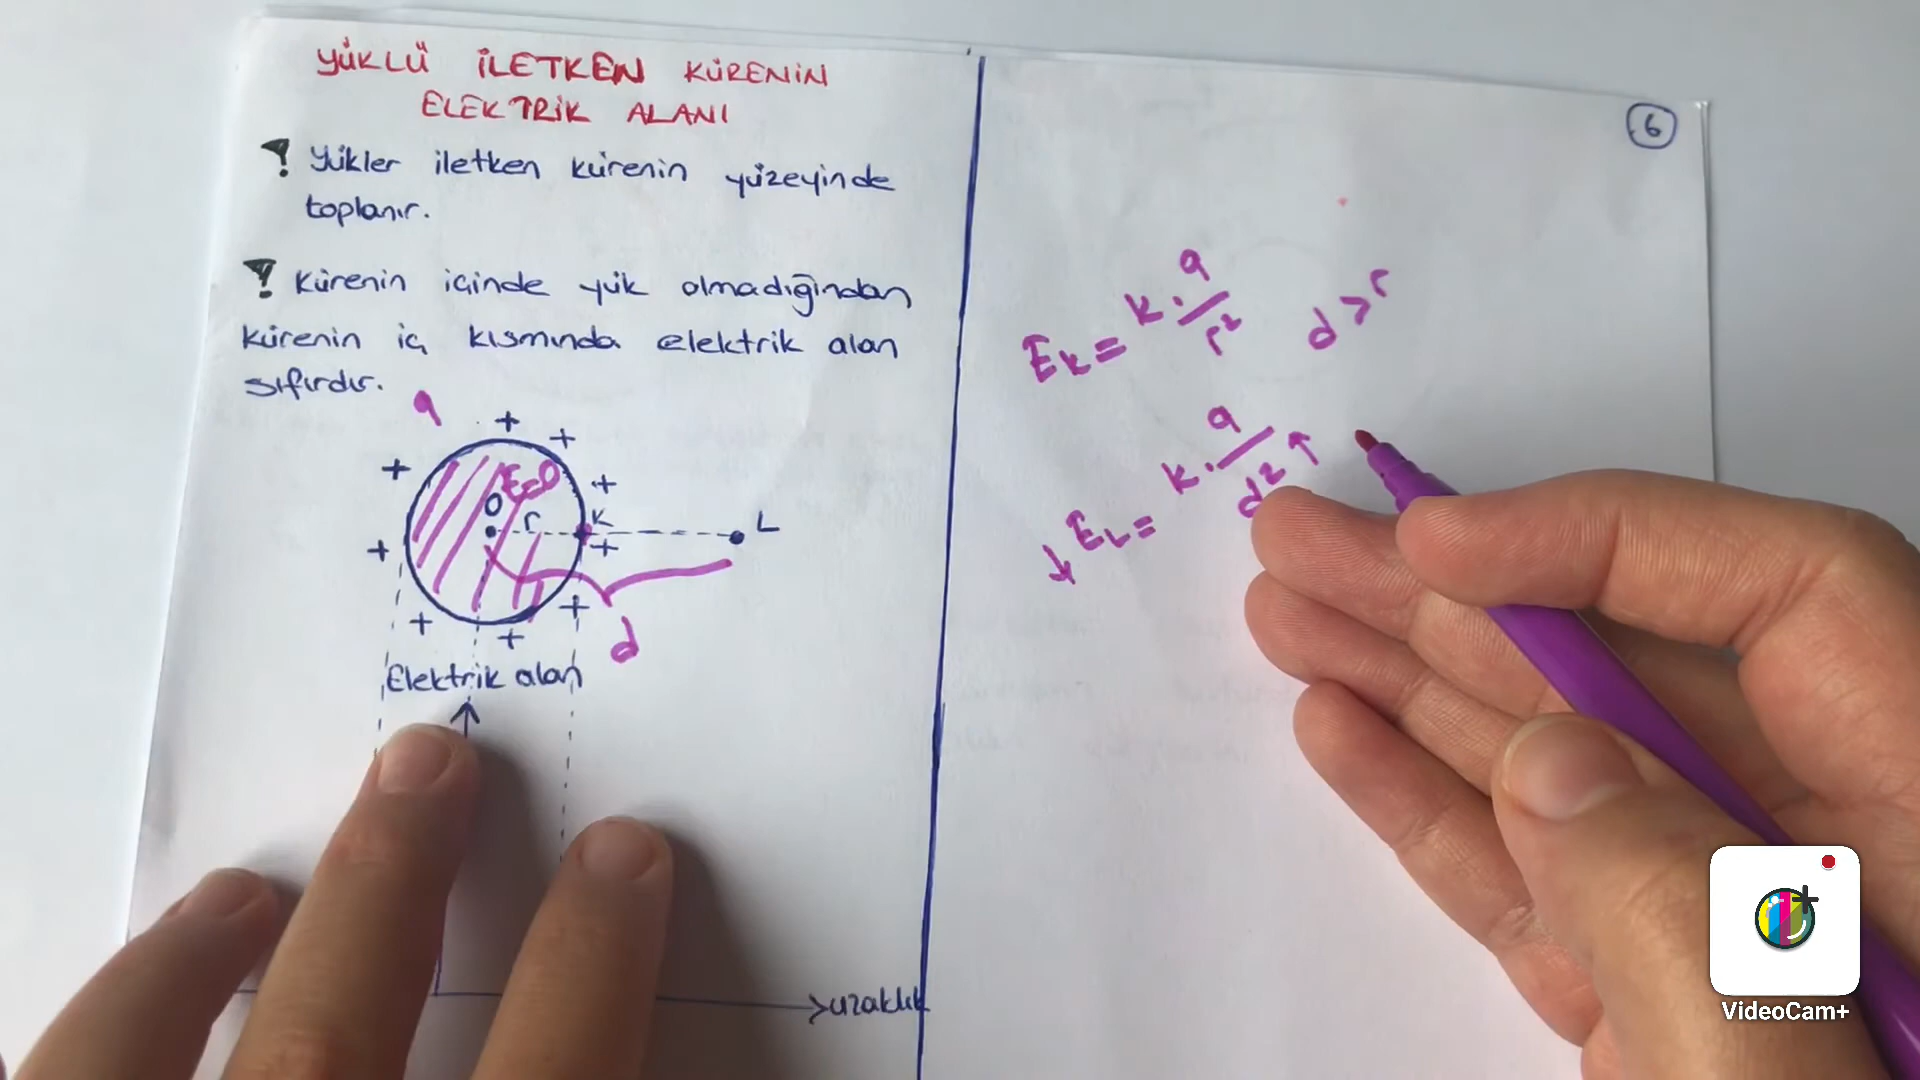 YÜKLÜ İLETKEN KÜRENİN
ELEKTRİK ALANI
! Yükler iletken kürenin yüzeyinde
toplanır.
! Kürenin içinde yük olmadığından
kürenin iç kısmında elektrik alan
sıfırdır.
q
+ +
+ E=0 +
O r K L
+ +
+ + +
d
Elektrik alan
>uzaklık
6
EK = k . q / r² d > r
↓ EL = k . q / d² ↑
VideoCam+